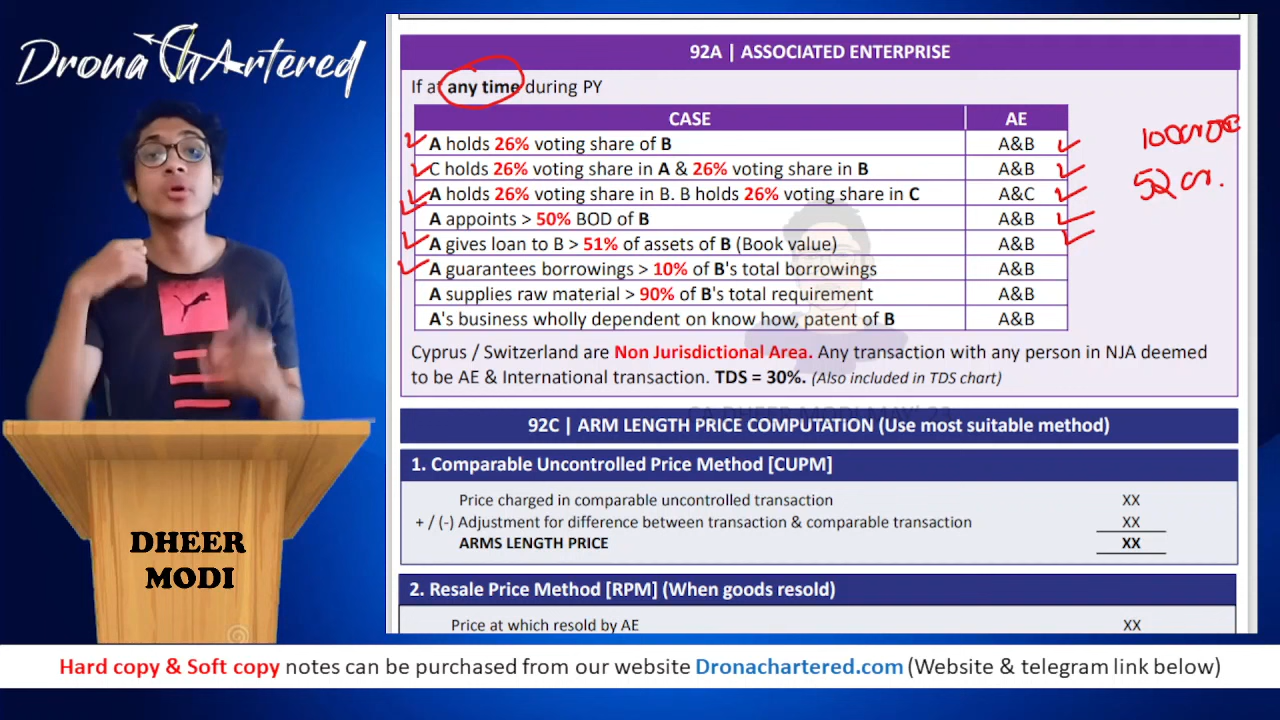 Drona CHArtered
92A | ASSOCIATED ENTERPRISE
If at any time during PY
CASE AE
A holds 26% voting share of B A&B
C holds 26% voting share in A & 26% voting share in B A&B
A holds 26% voting share in B. B holds 26% voting share in C A&C
A appoints > 50% BOD of B A&B
A gives loan to B > 51% of assets of B (Book value) A&B
A guarantees borrowings > 10% of B's total borrowings A&B
A supplies raw material > 90% of B's total requirement A&B
A's business wholly dependent on know how, patent of B A&B
52 cr.
Cyprus / Switzerland are Non Jurisdictional Area. Any transaction with any person in NJA deemed
to be AE & International transaction. TDS = 30%. (Also included in TDS chart)
92C | ARM LENGTH PRICE COMPUTATION (Use most suitable method)
1. Comparable Uncontrolled Price Method [CUPM]
Price charged in comparable uncontrolled transaction XX
+ / (-) Adjustment for difference between transaction & comparable transaction XX
ARMS LENGTH PRICE XX
2. Resale Price Method [RPM] (When goods resold)
Price at which resold by AE XX
DHEER
MODI
Hard copy & Soft copy notes can be purchased from our website Dronachartered.com (Website & telegram link below)